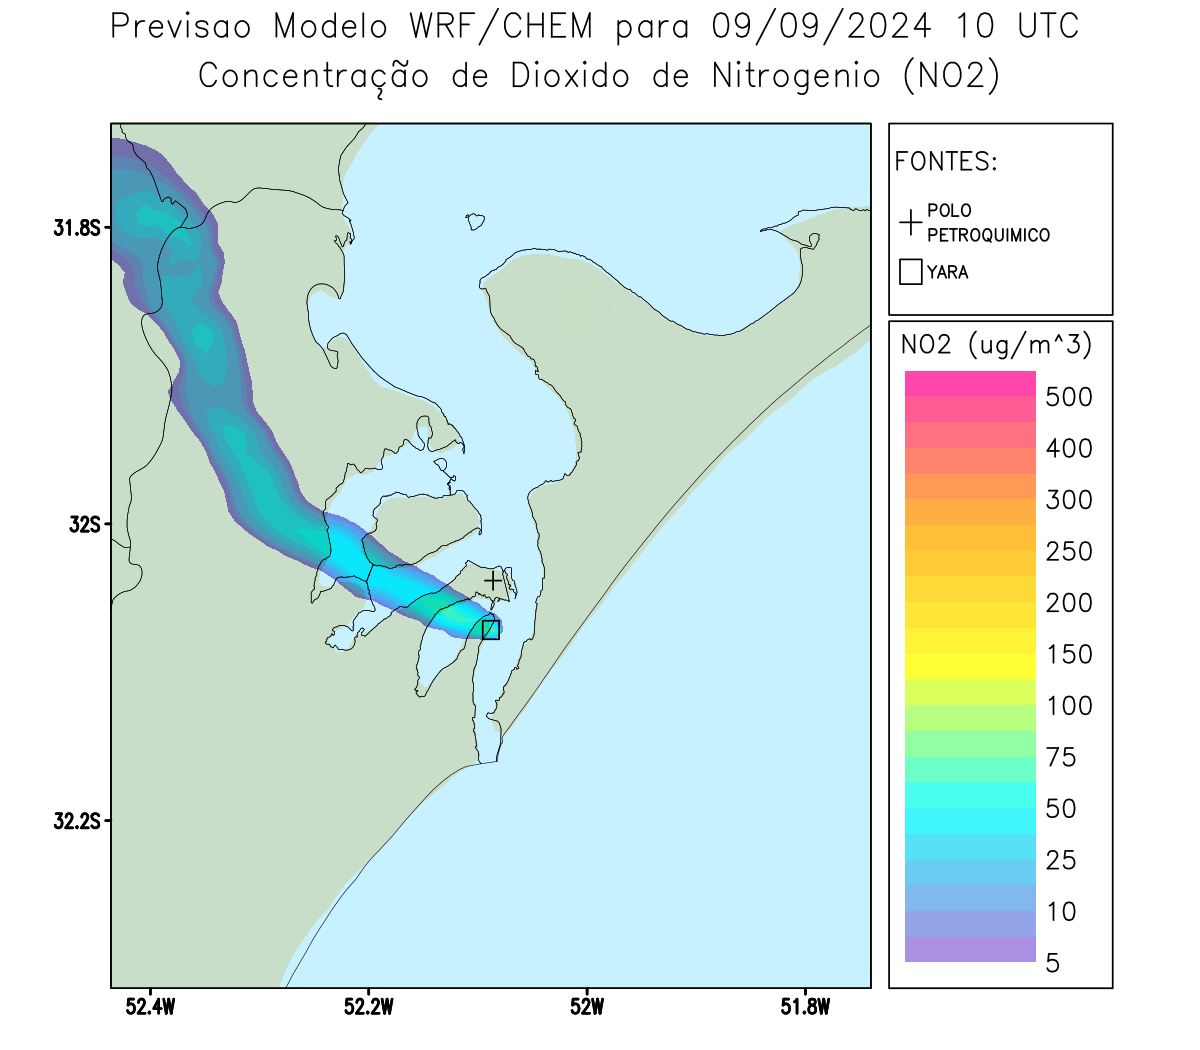 Previsao Modelo WRF/CHEM para 09/09/2024 10 UTC
Concentração de Dioxido de Nitrogenio (NO2)
FONTES:
POLO
PETROQUIMICO
YARA
31.8S
32S
32.2S
52.4W
52.2W
52W
51.8W
NO2 (ug/m^3)
500
400
300
250
200
150
100
75
50
25
10
5